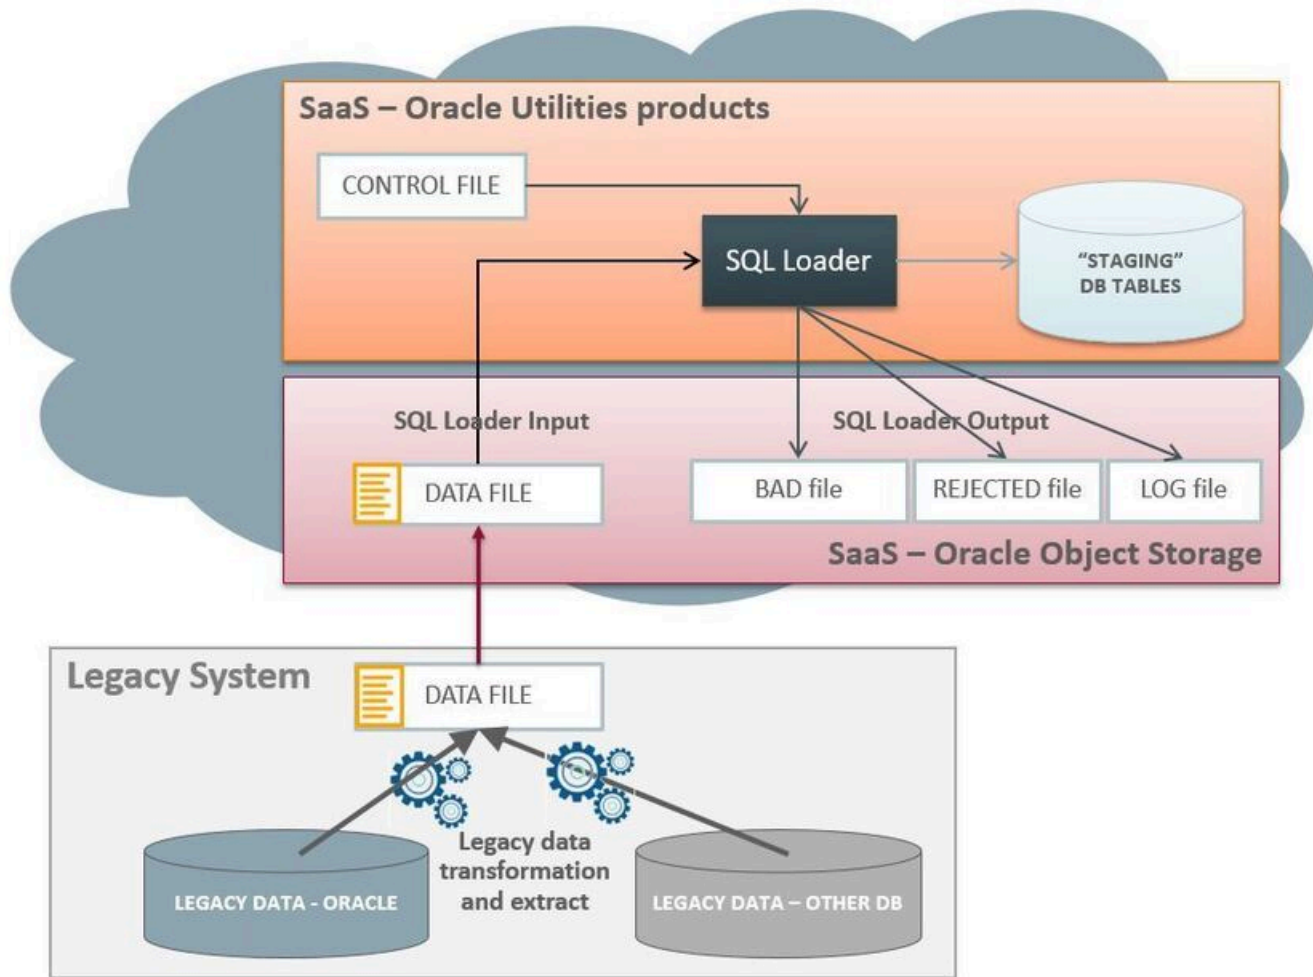 SaaS – Oracle Utilities products
CONTROL FILE
SQL Loader
“STAGING”
DB TABLES
SQL Loader Input
SQL Loader Output
DATA FILE
BAD file
REJECTED file
LOG file
SaaS – Oracle Object Storage
Legacy System
DATA FILE
Legacy data
transformation
and extract
LEGACY DATA - ORACLE
LEGACY DATA – OTHER DB